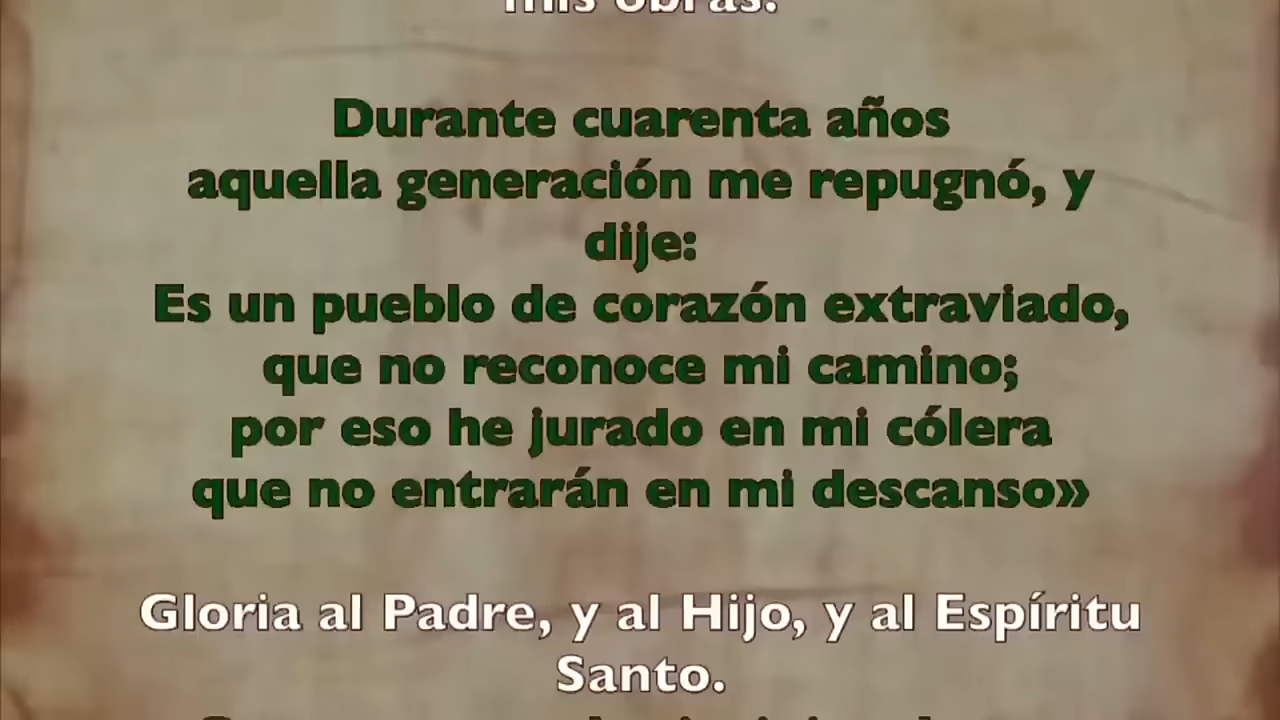 mis obras.
Durante cuarenta años
aquella generación me repugnó, y
dije:
Es un pueblo de corazón extraviado,
que no reconoce mi camino;
por eso he jurado en mi cólera
que no entrarán en mi descanso»
Gloria al Padre, y al Hijo, y al Espíritu
Santo.